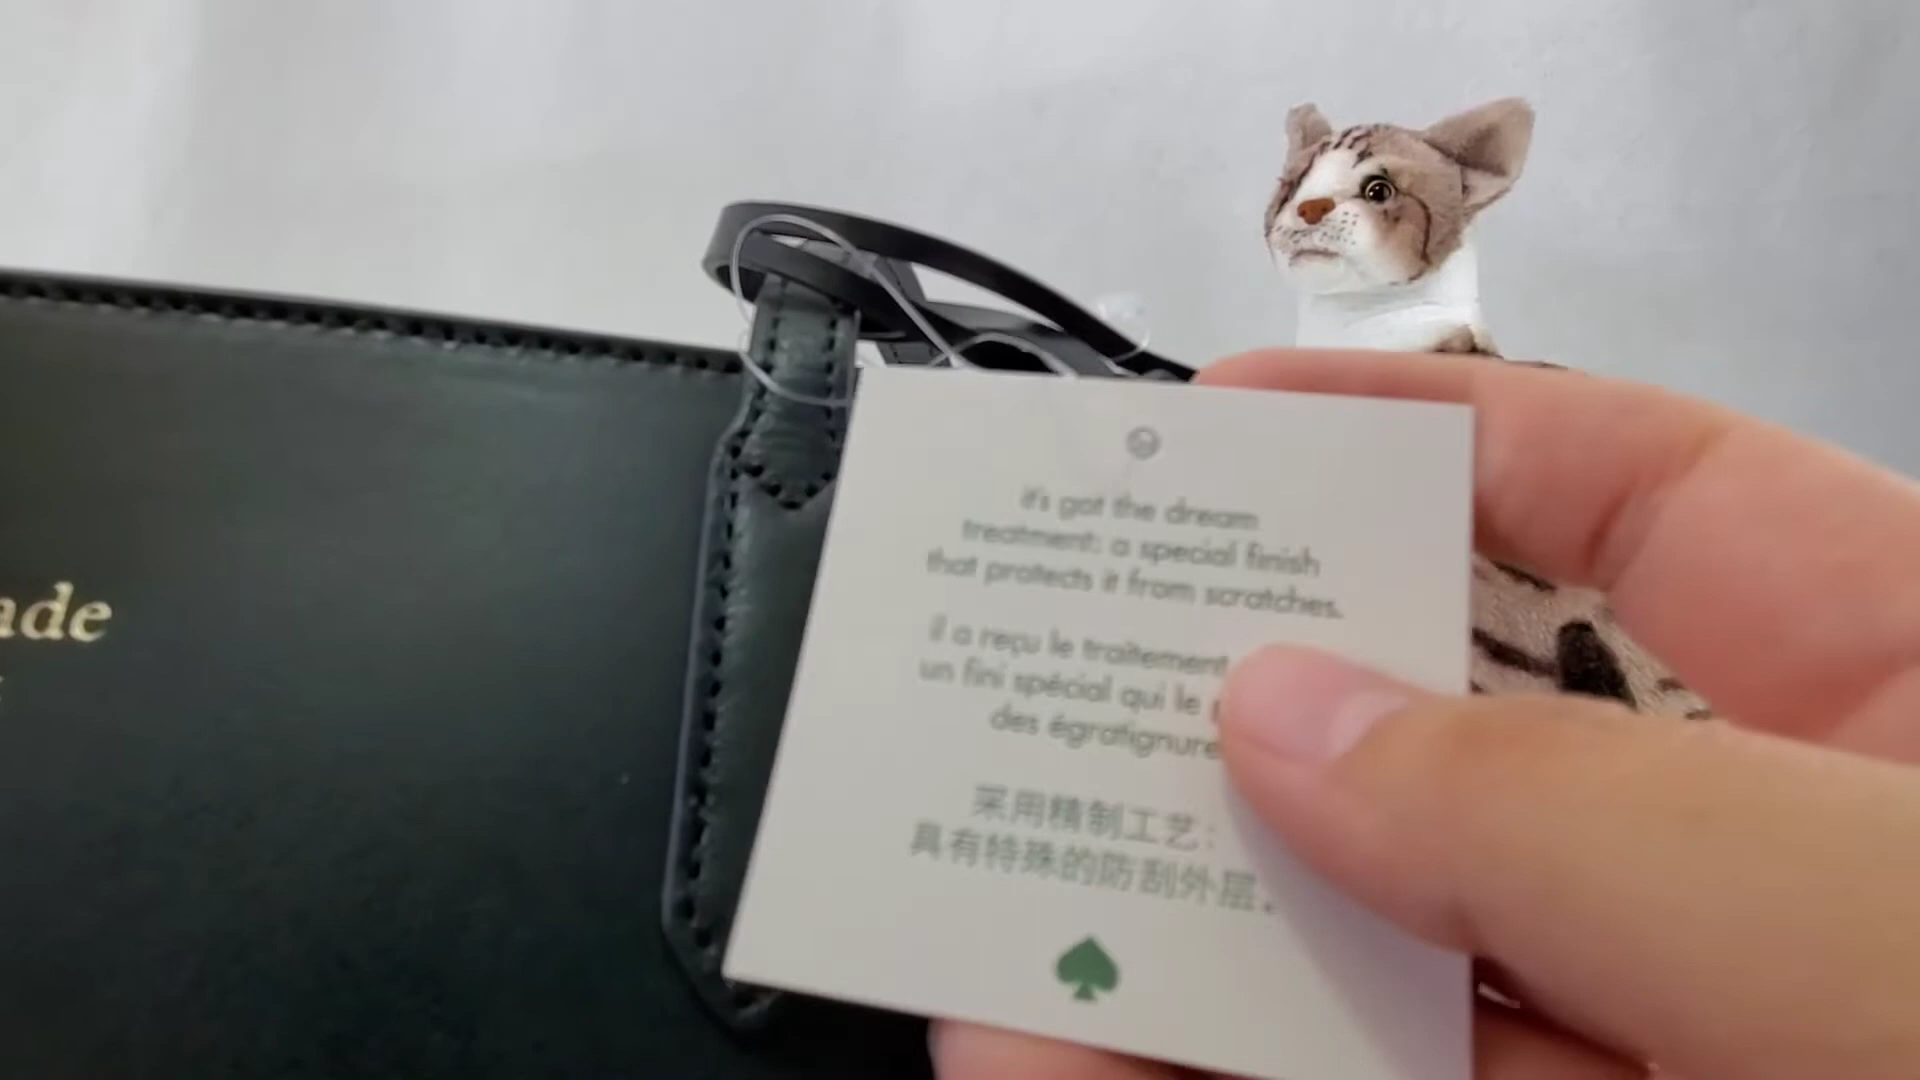 ade
it's got the dream
treatment: a special finish
that protects it from scratches.
il a reçu le traitement
un fini spécial qui le
des égratignure
采用精制工艺：
具有特殊的防刮外层。